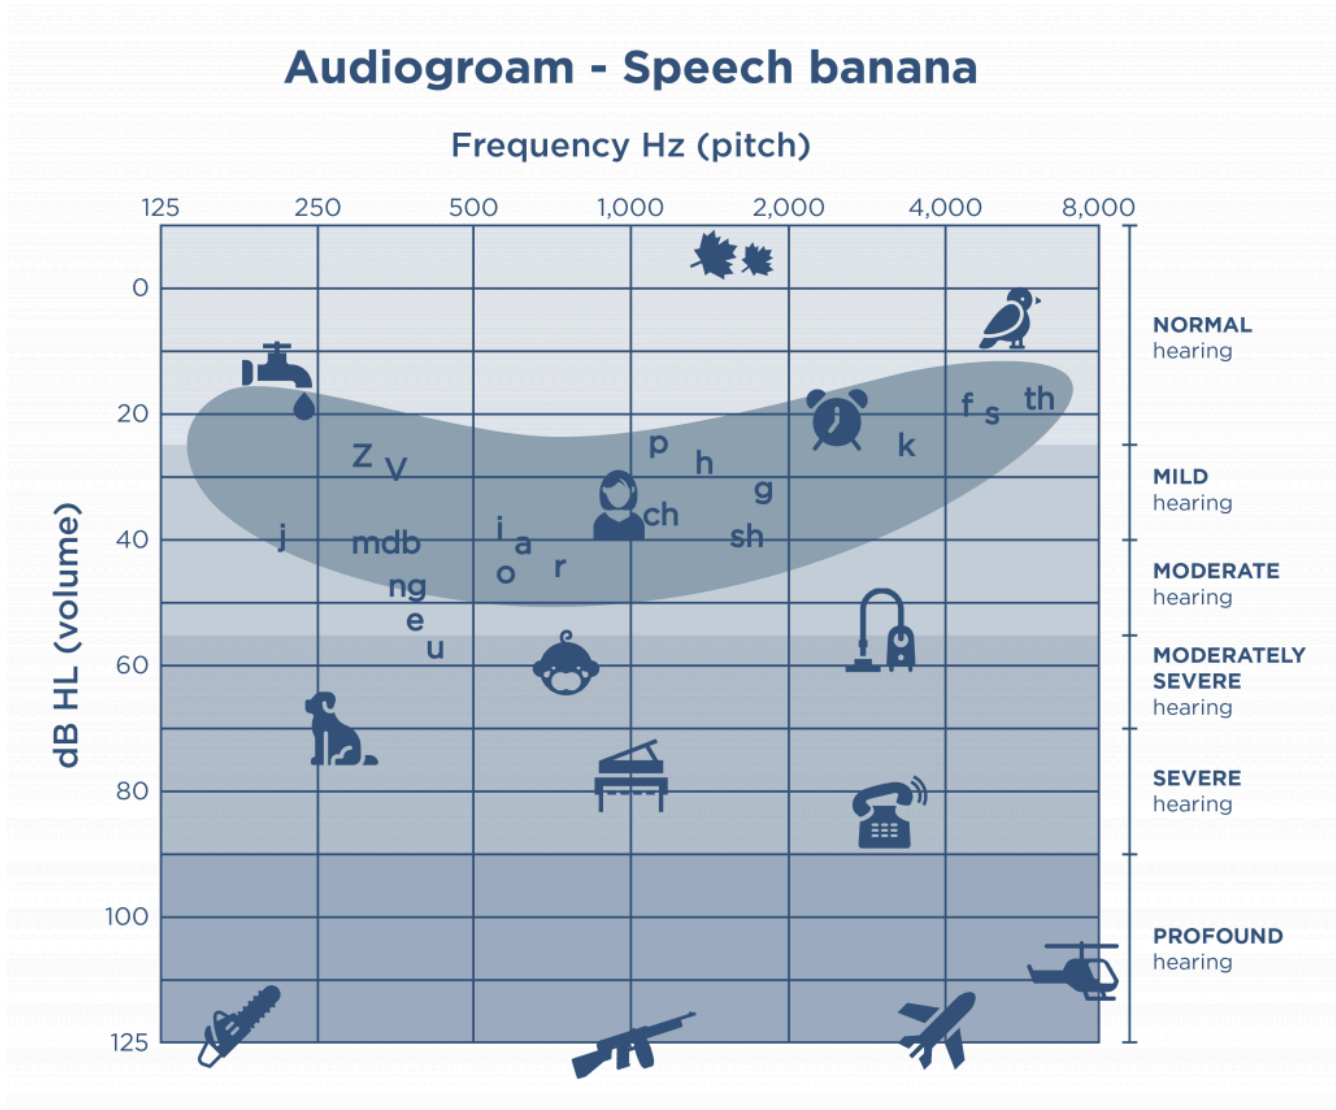 Audiogroam - Speech banana
Frequency Hz (pitch)
125 250 500 1,000 2,000 4,000 8,000
dB HL (volume)
0
20
40
60
80
100
125
Z
V
j
mdb
ng
e
u
i
a
o
r
p
h
g
ch
sh
k
f
s
th
NORMAL
hearing
MILD
hearing
MODERATE
hearing
MODERATELY
SEVERE
hearing
SEVERE
hearing
PROFOUND
hearing